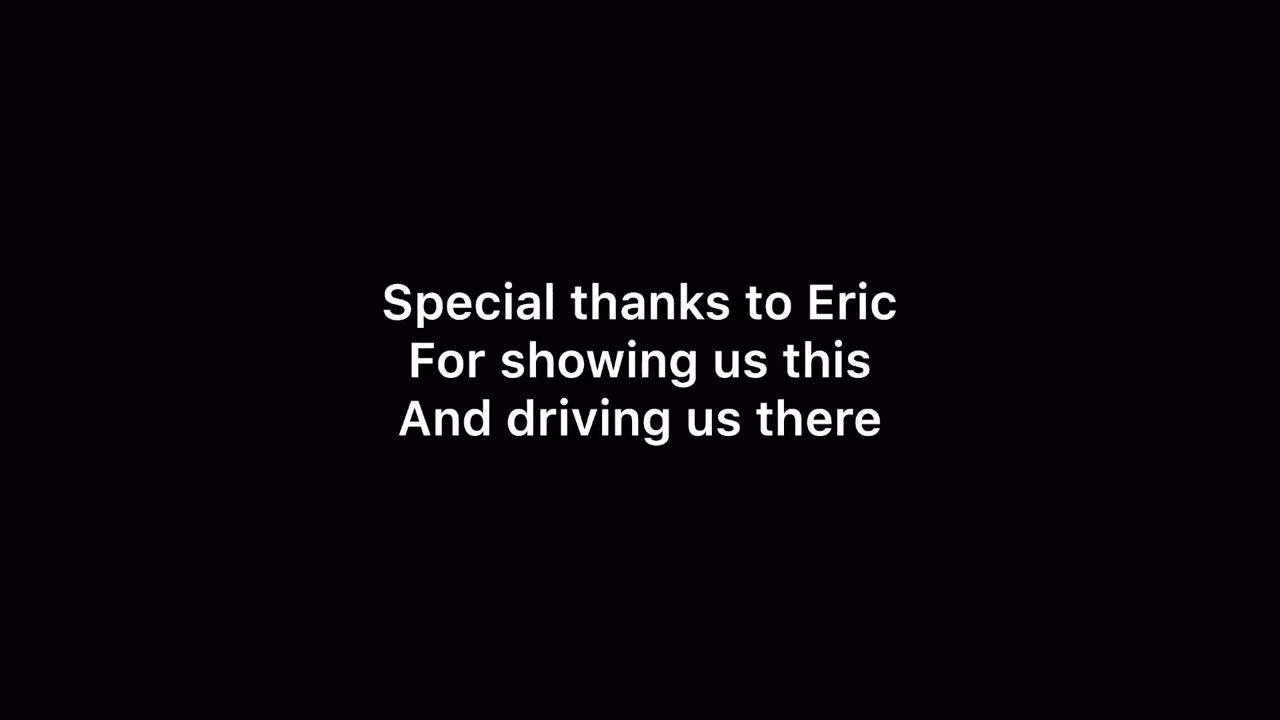 Special thanks to Eric
For showing us this
And driving us there